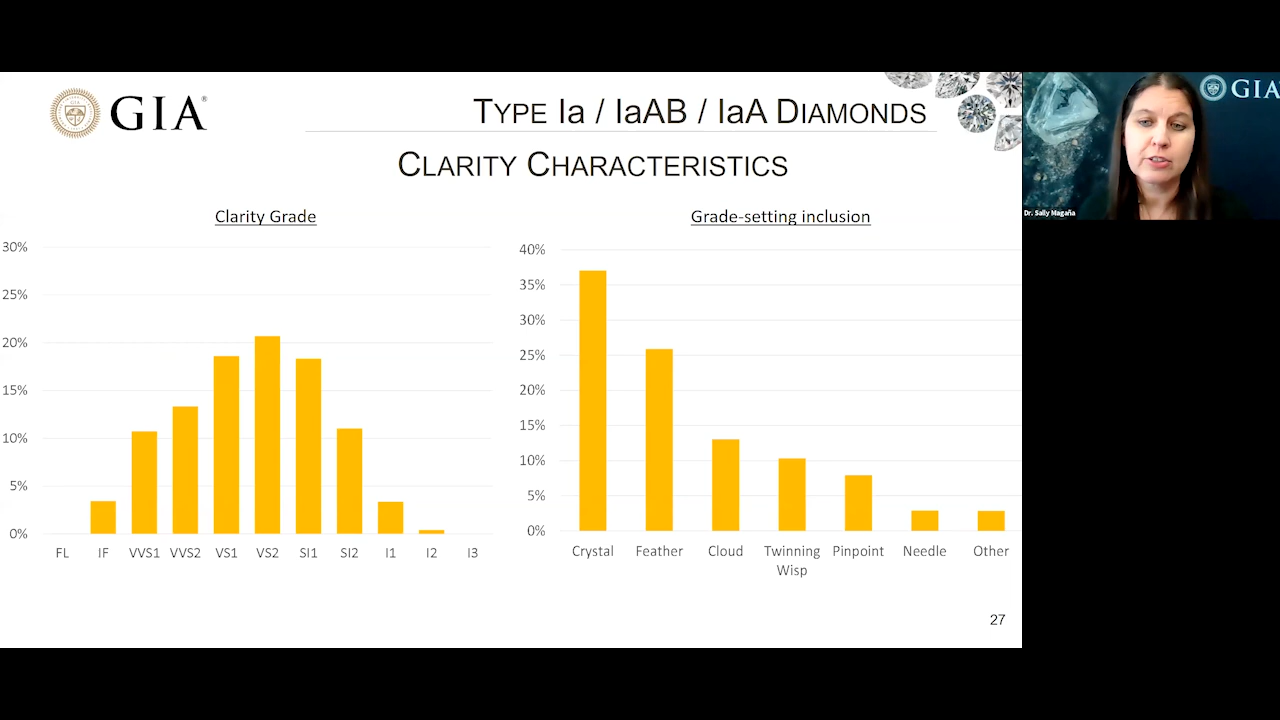 GIA®
TYPE Ia / IaAB / IaA DIAMONDS
CLARITY CHARACTERISTICS
Clarity Grade
30%
25%
20%
15%
10%
5%
0%
FL IF VVS1 VVS2 VS1 VS2 SI1 SI2 I1 I2 I3
Grade-setting inclusion
40%
35%
30%
25%
20%
15%
10%
5%
0%
Crystal Feather Cloud Twinning Wisp Pinpoint Needle Other
27
GIA
Dr. Sally Magaña